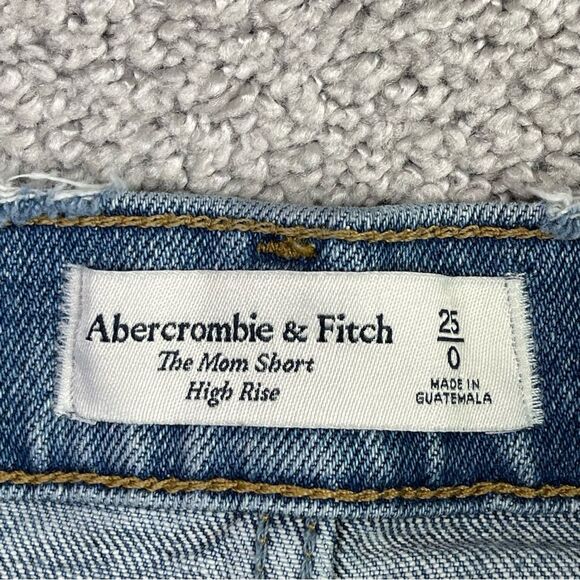 Abercrombie & Fitch
The Mom Short
High Rise
25
0
MADE IN
GUATEMALA